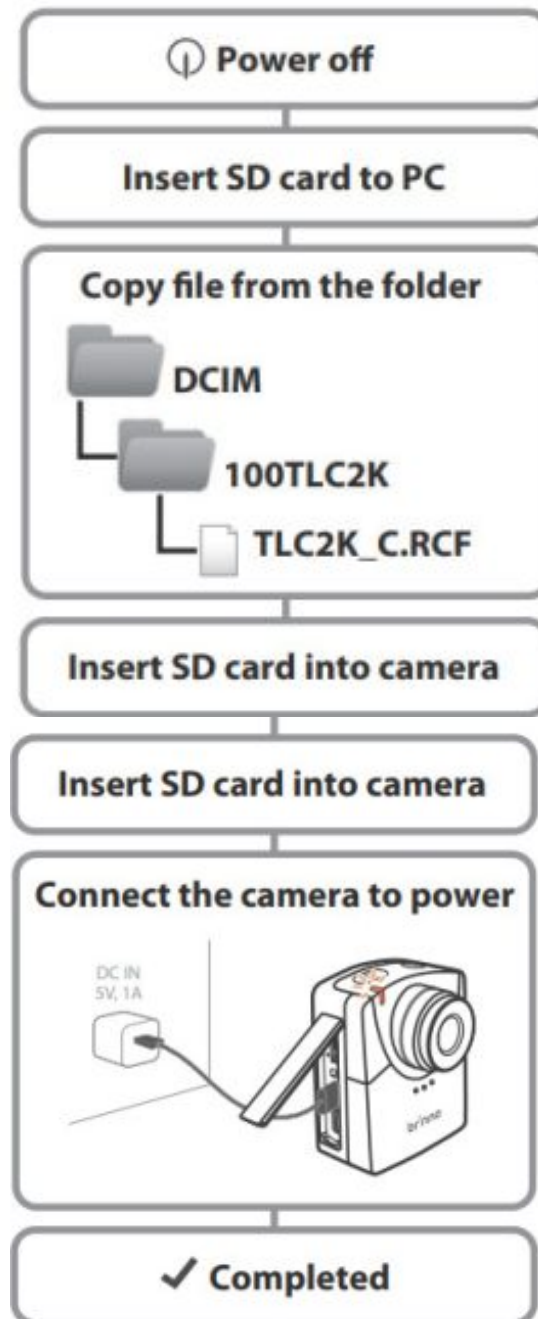 Power off
Insert SD card to PC
Copy file from the folder
DCIM
100TLC2K
TLC2K_C.RCF
Insert SD card into camera
Insert SD card into camera
Connect the camera to power
DC IN
5V, 1A
brinno
Completed